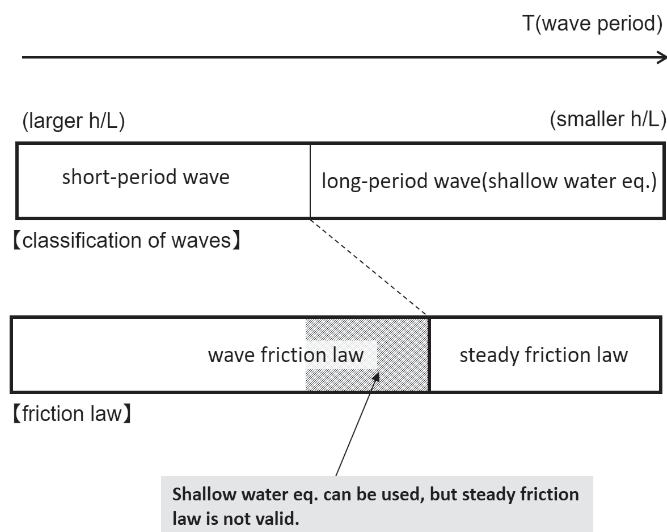 T(wave period)
(larger h/L)
(smaller h/L)
short-period wave
long-period wave(shallow water eq.)
【classification of waves】
wave friction law
steady friction law
【friction law】
Shallow water eq. can be used, but steady friction
law is not valid.